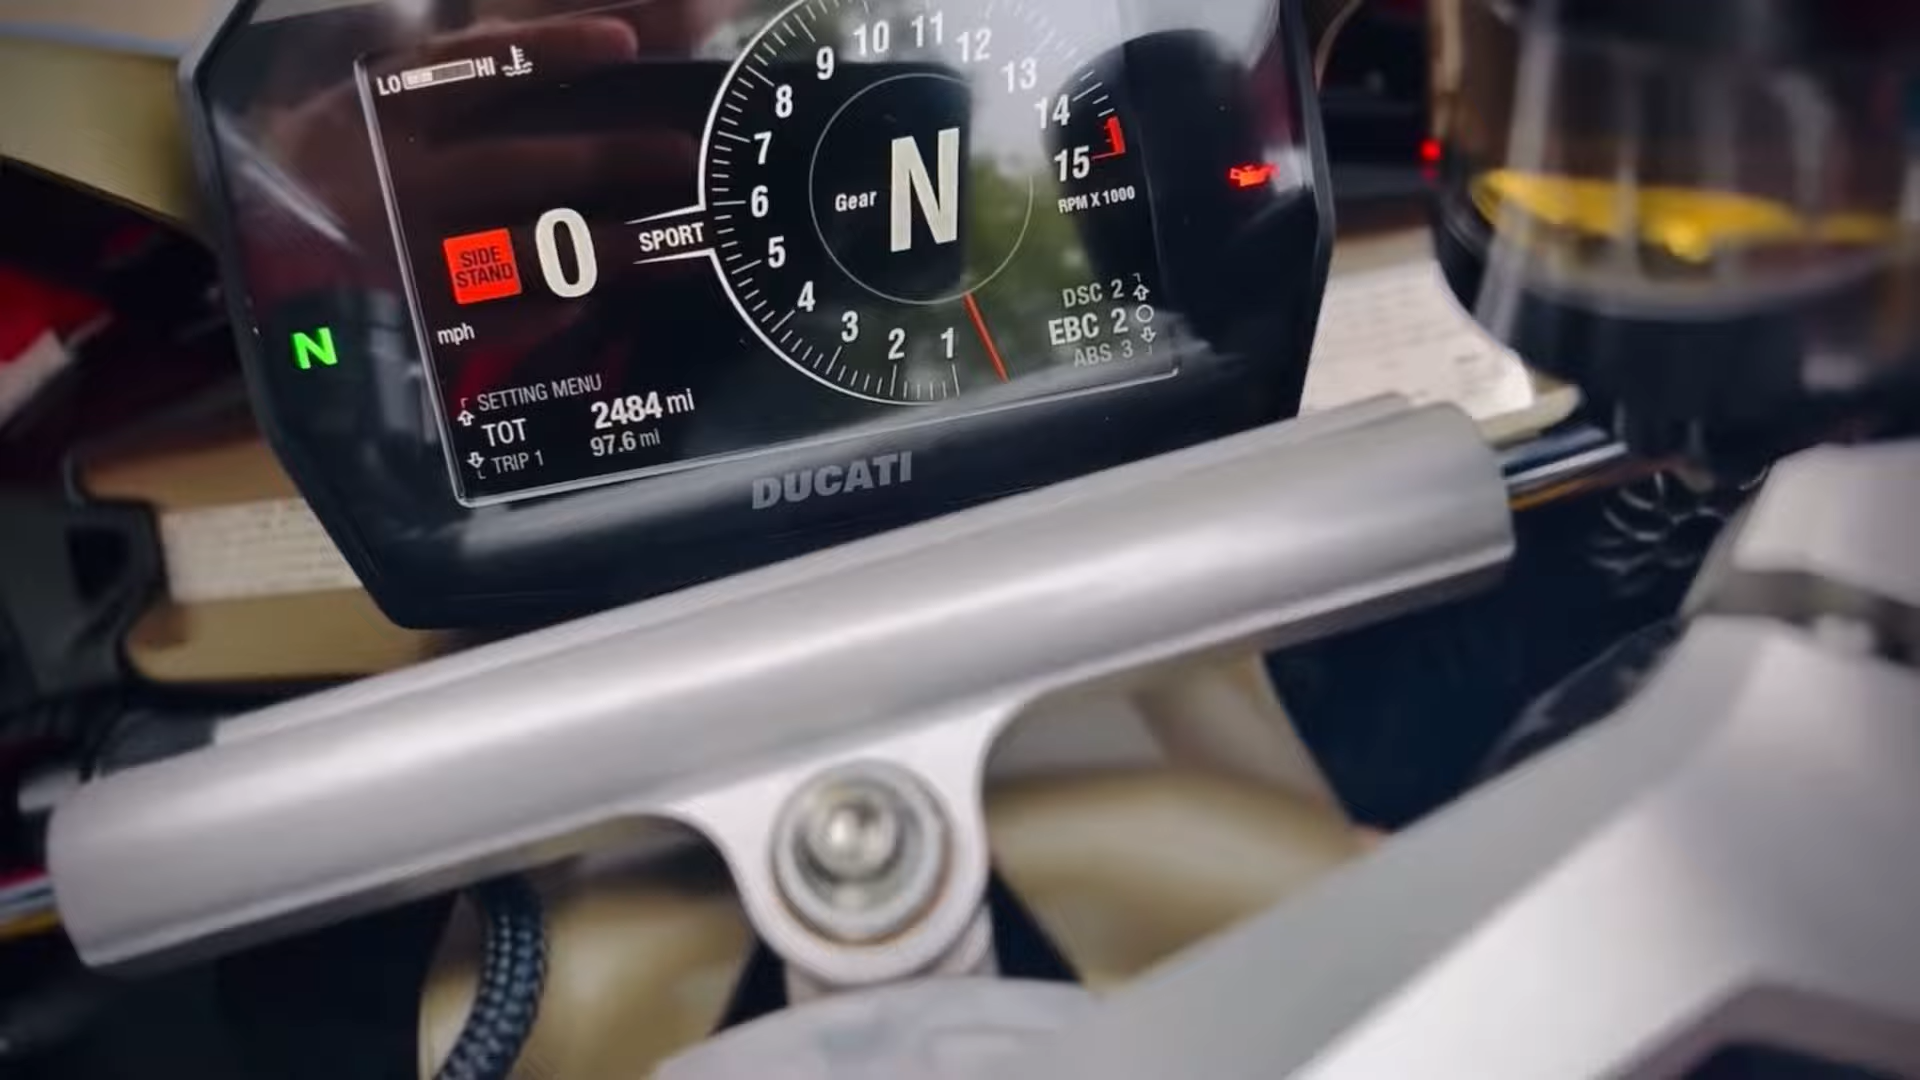 LO HI
10 11
9 12
13
8
14
7
N
15
6
Gear
RPM X 1000
0
SPORT
SIDE
STAND
5
4
DSC 2
3
EBC 2
mph
2 1
ABS 3
N
SETTING MENU
TOT 2484 mi
TRIP 1 97.6 mi
DUCATI